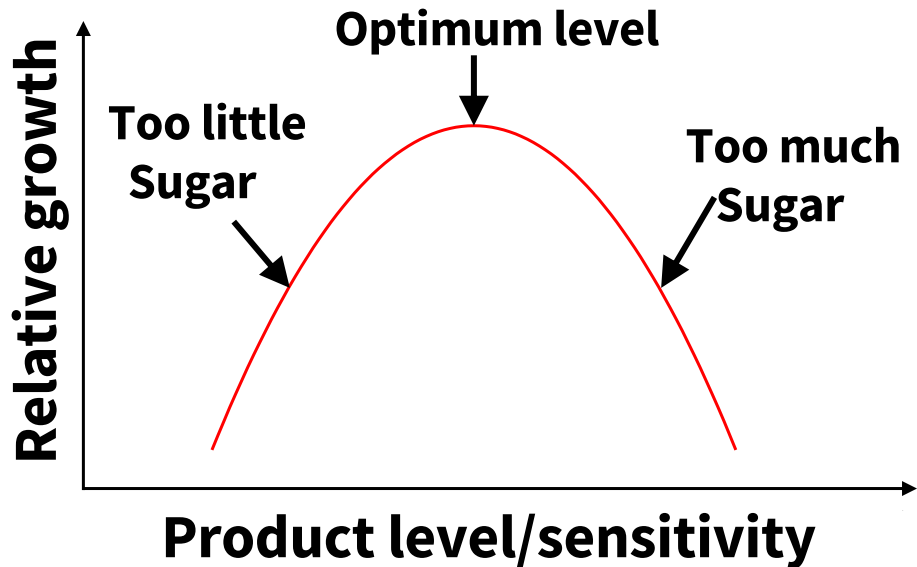 Optimum level
Too little
Sugar
Too much
Sugar
Relative growth
Product level/sensitivity